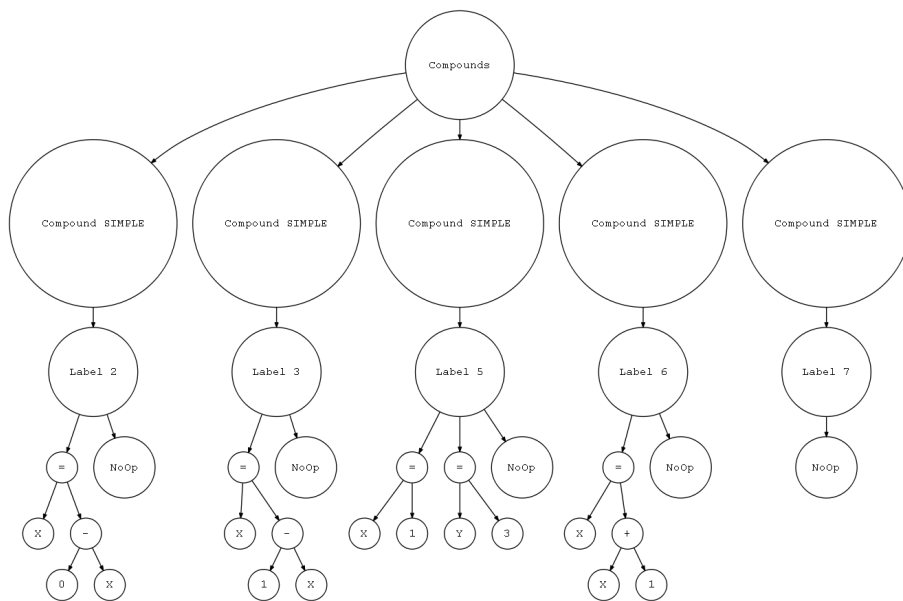 Compounds
Compound SIMPLE Compound SIMPLE Compound SIMPLE Compound SIMPLE Compound SIMPLE
Label 2 Label 3 Label 5 Label 6 Label 7
= NoOp = NoOp = = NoOp = NoOp NoOp
X - X - X 1 Y 3 X +
0 X 1 X X 1